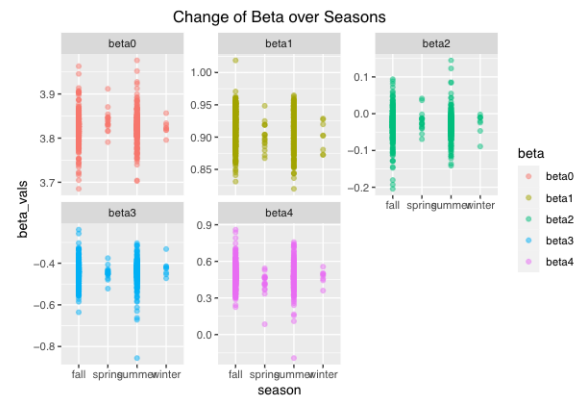 Change of Beta over Seasons
beta0
beta1
beta2
3.9
3.8
3.7
1.00
0.95
0.90
0.85
0.1
0.0
-0.1
-0.2
fall spring summer winter
beta3
beta4
-0.4
-0.6
-0.8
0.9
0.6
0.3
0.0
fall spring summer winter
fall spring summer winter
season
beta_vals
beta
beta0
beta1
beta2
beta3
beta4